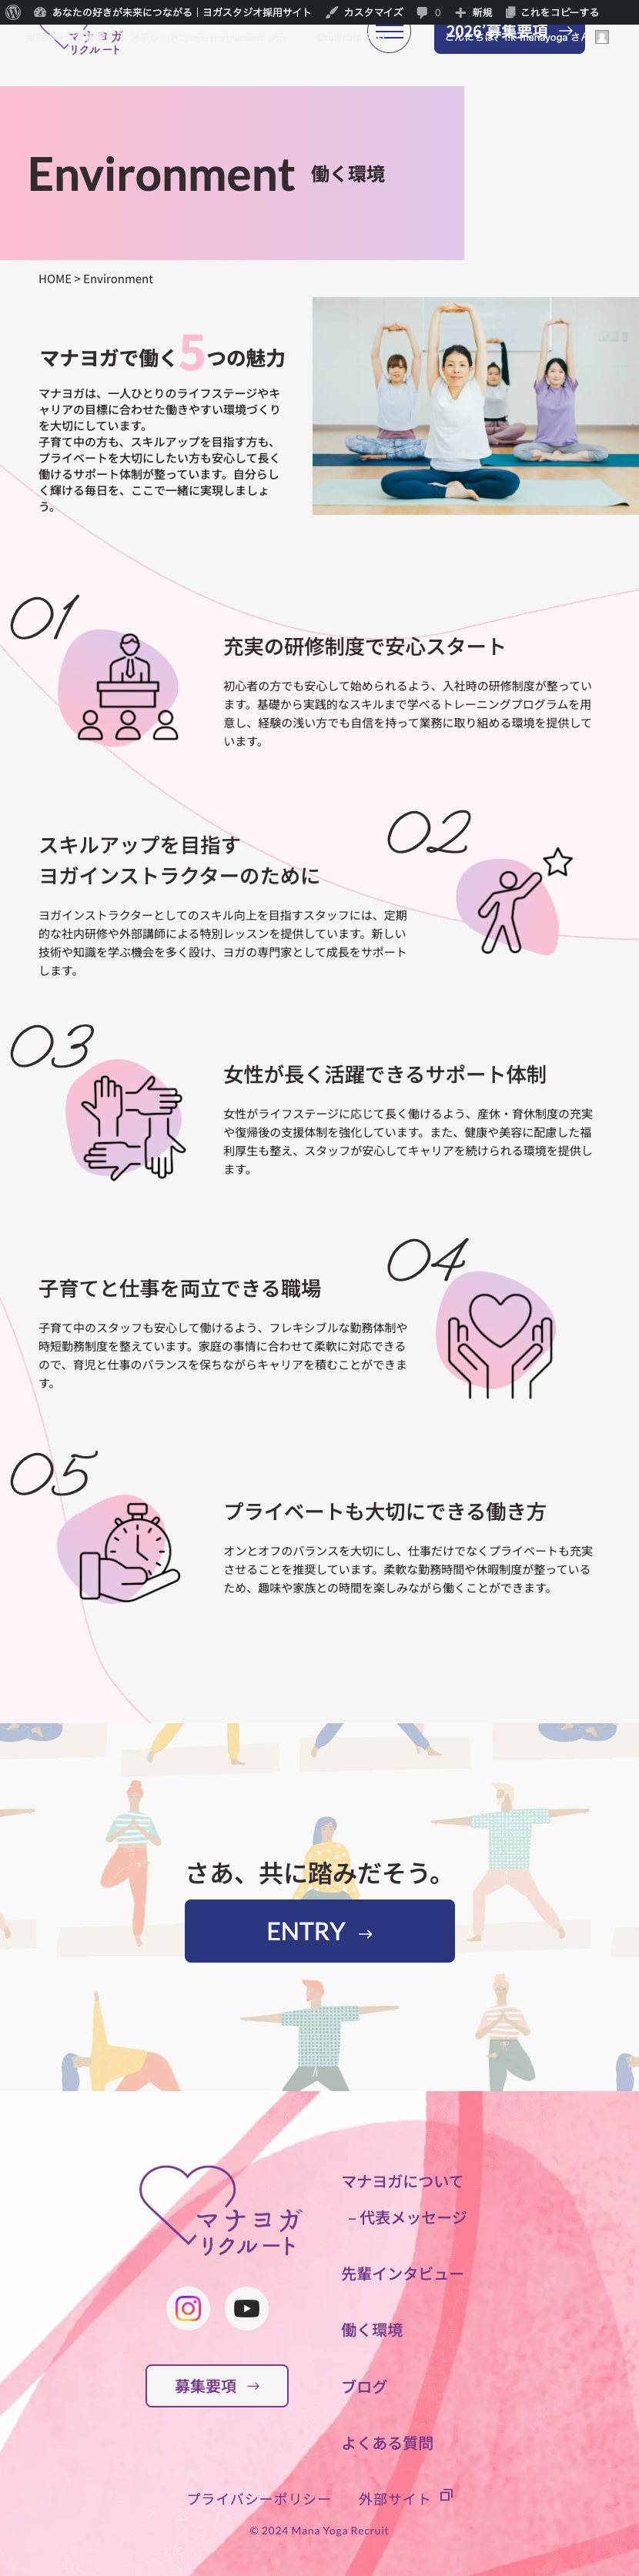 あなたの好きが未来につながる｜ヨガスタジオ採用サイト カスタマイズ 0 新規 これをコピーする
マナヨガ
リクルート
2026'募集要項 →
Environment 働く環境
HOME > Environment
マナヨガで働く5つの魅力
マナヨガは、一人ひとりのライフステージやキ
ャリアの目標に合わせた働きやすい環境づくり
を大切にしています。
子育て中の方も、スキルアップを目指す方も、
プライベートを大切にしたい方も安心して長く
働けるサポート体制が整っています。自分らし
く輝ける毎日を、ここで一緒に実現しましょ
う。
01
充実の研修制度で安心スタート
初心者の方でも安心して始められるよう、入社時の研修制度が整ってい
ます。基礎から実践的なスキルまで学べるトレーニングプログラムを用
意し、経験の浅い方でも自信を持って業務に取り組める環境を提供して
います。
02
スキルアップを目指す
ヨガインストラクターのために
ヨガインストラクターとしてのスキル向上を目指すスタッフには、定期
的な社内研修や外部講師による特別レッスンを提供しています。新しい
技術や知識を学ぶ機会を多く設け、ヨガの専門家として成長をサポート
します。
03
女性が長く活躍できるサポート体制
女性がライフステージに応じて長く働けるよう、産休・育休制度の充実
や復帰後の支援体制を強化しています。また、健康や美容に配慮した福
利厚生も整え、スタッフが安心してキャリアを続けられる環境を提供し
ます。
04
子育てと仕事を両立できる職場
子育て中のスタッフも安心して働けるよう、フレキシブルな勤務体制や
時短勤務制度を整えています。家庭の事情に合わせて柔軟に対応できる
ので、育児と仕事のバランスを保ちながらキャリアを積むことができま
す。
05
プライベートも大切にできる働き方
オンとオフのバランスを大切にし、仕事だけでなくプライベートも充実
させることを推奨しています。柔軟な勤務時間や休暇制度が整っている
ため、趣味や家族との時間を楽しみながら働くことができます。
さあ、共に踏みだそう。
ENTRY →
マナヨガ
リクルート
募集要項 →
マナヨガについて
– 代表メッセージ
先輩インタビュー
働く環境
ブログ
よくある質問
プライバシーポリシー 外部サイト
© 2024 Mana Yoga Recruit